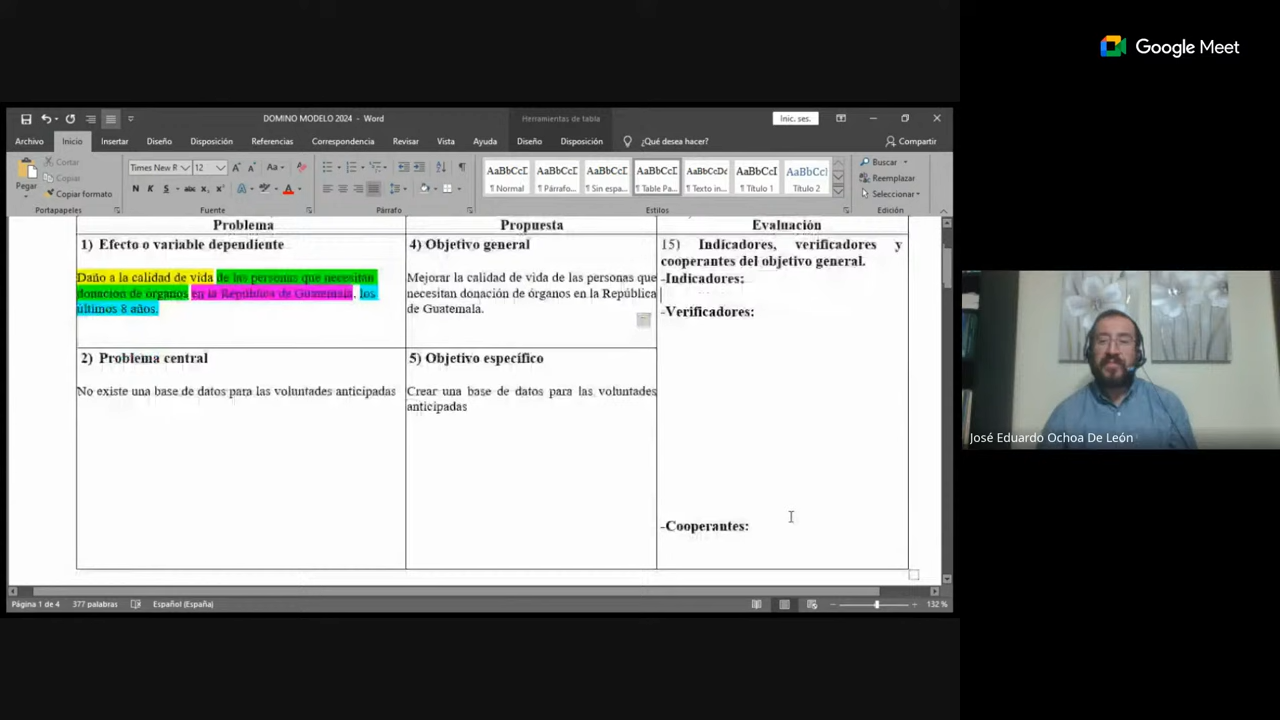 Google Meet
DOMINO MODELO 2024 - Word
Herramientas de tabla
Inic. ses.
Archivo Inicio Insertar Diseño Disposición Referencias Correspondencia Revisar Vista Ayuda Diseño Disposición ¿Qué desea hacer? Compartir
Pegar
Cortar
Copiar
Copiar formato
Times New R 12
N K S abc x₂ x²
AaBbCcI ¶ Normal
AaBbCcI ¶ Párrafo...
AaBbCcI ¶ Sin espa...
AaBbCcI ¶ Table Pa...
AaBbCcDc ¶ Texto in...
AaBbCcI ¶ Título 1
AaBbCcI ¶ Título 2
Buscar
Reemplazar
Seleccionar
Portapapeles Fuente Párrafo Estilos Edición
Problema Propuesta Evaluación
1) Efecto o variable dependiente
Daño a la calidad de vida de las personas que necesitan
donación de órganos en la República de Guatemala, los
últimos 8 años.
4) Objetivo general
Mejorar la calidad de vida de las personas que
necesitan donación de órganos en la República
de Guatemala.
15) Indicadores, verificadores y
cooperantes del objetivo general.
-Indicadores:
-Verificadores:
-Cooperantes:
2) Problema central
No existe una base de datos para las voluntades anticipadas
5) Objetivo específico
Crear una base de datos para las voluntades
anticipadas
Página 1 de 4 377 palabras Español (España) 132 %
José Eduardo Ochoa De León